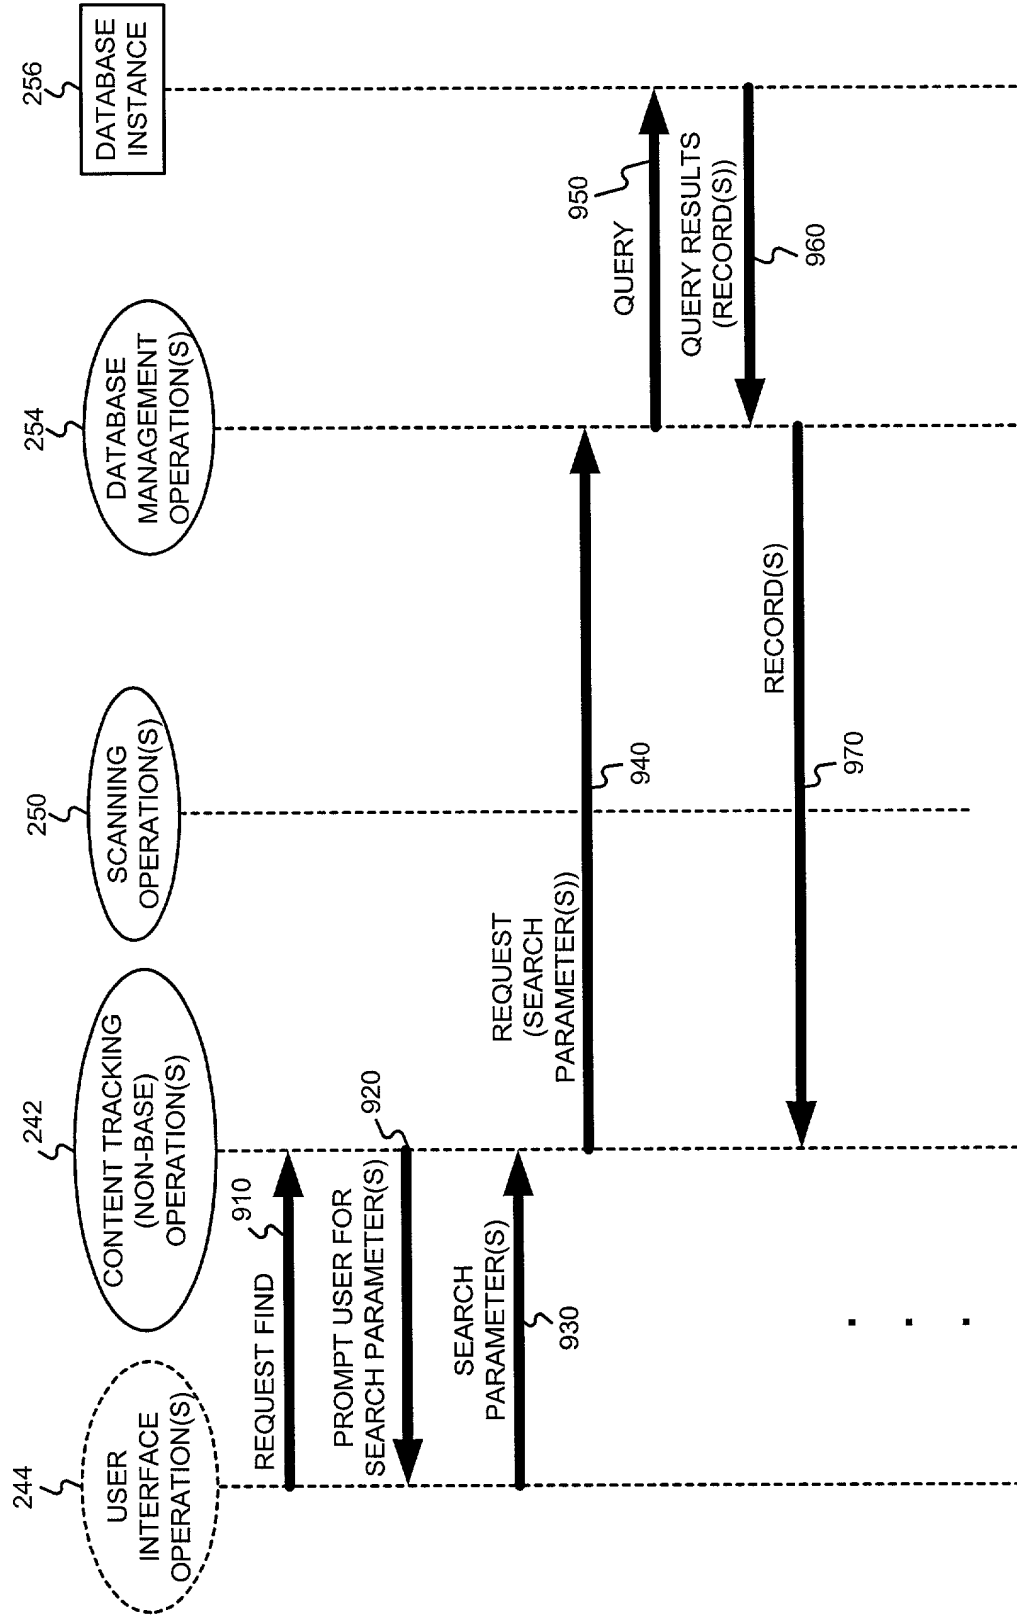 244
USER
INTERFACE
OPERATION(S)
242
CONTENT TRACKING
(NON-BASE)
OPERATION(S)
250
SCANNING
OPERATION(S)
254
DATABASE
MANAGEMENT
OPERATION(S)
256
DATABASE
INSTANCE
REQUEST FIND
910
PROMPT USER FOR
SEARCH PARAMETER(S)
920
SEARCH
PARAMETER(S)
930
REQUEST
(SEARCH
PARAMETER(S))
940
QUERY
950
QUERY RESULTS
(RECORD(S))
960
RECORD(S)
970